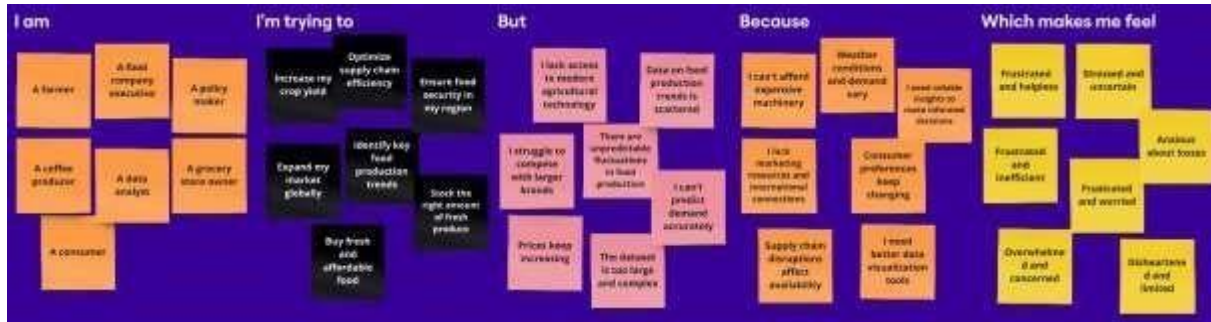 I am
I'm trying to
But
Because
Which makes me feel
A farmer
A food
company
executive
A policy
maker
A coffee
producer
A data
analyst
A grocery
store owner
A consumer
Increase my
crop yield
Optimize
supply chain
efficiency
Ensure food
security in
my region
Expand my
market
globally
Identify key
food
production
trends
Stock the
right amount
of fresh
produce
Buy fresh
and
affordable
food
I lack access
to modern
agricultural
technology
Data on food
production
trends is
scattered
I struggle to
compete
with larger
brands
There are
unpredictable
fluctuations
in food
production
I can't
predict
demand
accurately
Prices keep
increasing
The dataset
is too large
and complex
I can't afford
expensive
machinery
Weather
conditions
and demand
vary
I need reliable
insights to
make informed
decisions
I lack
marketing
resources and
international
connections
Consumer
preferences
keep
changing
Supply chain
disruptions
affect
availability
I need
better data
visualization
tools
Frustrated
and helpless
Stressed and
uncertain
Frustrated
and
inefficient
Anxious
about losses
Frustrated
and worried
Overwhelme
d and
concerned
Dishearten
ed and
limited